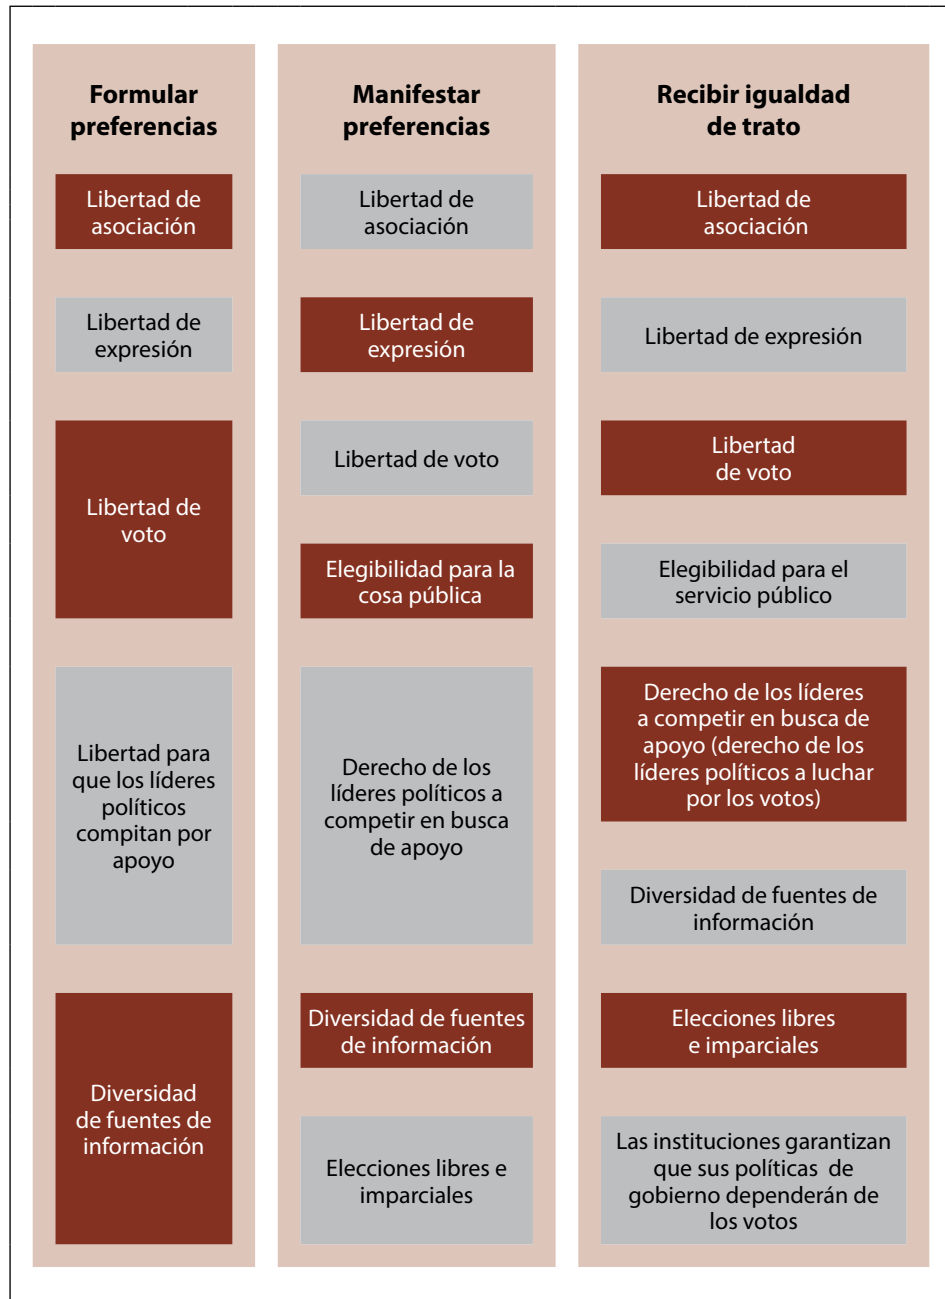 Formular
preferencias
Libertad de
asociación
Libertad de
expresión
Libertad de
voto
Libertad para
que los líderes
políticos
compitan por
apoyo
Diversidad
de fuentes de
información
Manifestar
preferencias
Libertad de
asociación
Libertad de
expresión
Libertad de voto
Elegibilidad para la
cosa pública
Derecho de los
líderes políticos a
competir en busca
de apoyo
Diversidad de fuentes
de información
Elecciones libres e
imparciales
Recibir igualdad
de trato
Libertad de
asociación
Libertad de expresión
Libertad
de voto
Elegibilidad para el
servicio público
Derecho de los líderes
a competir en busca de
apoyo (derecho de los
líderes políticos a luchar
por los votos)
Diversidad de fuentes de
información
Elecciones libres
e imparciales
Las instituciones garantizan
que sus políticas de
gobierno dependerán de
los votos